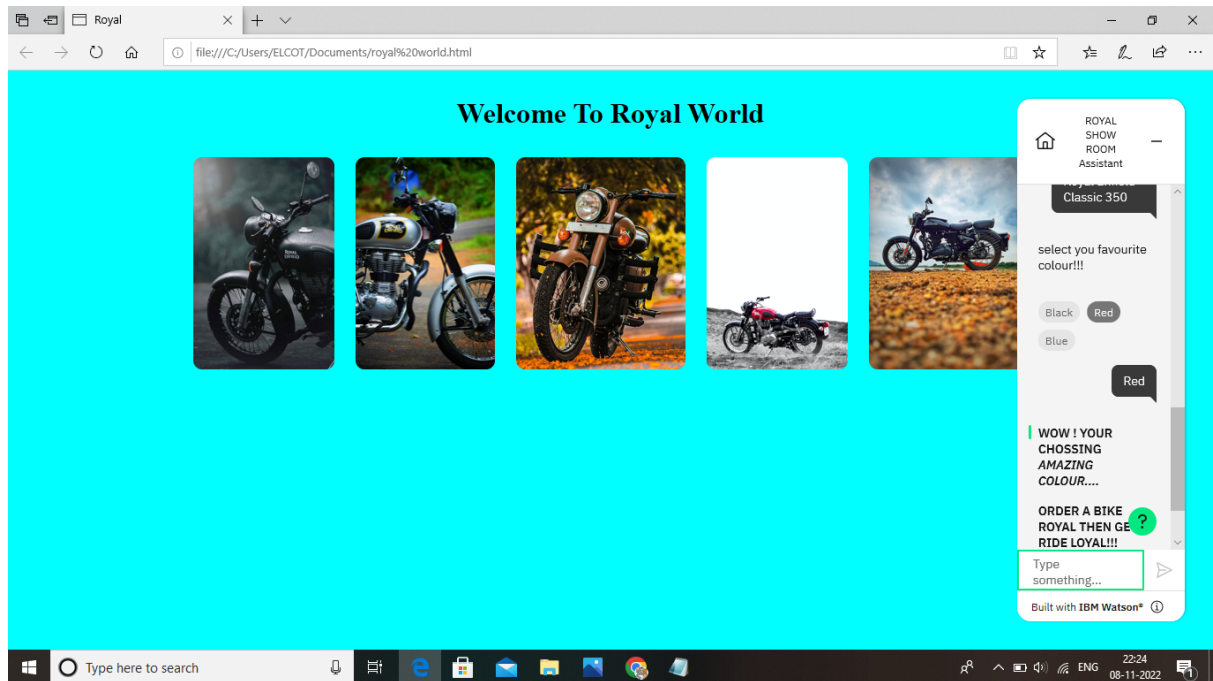 Royal
file:///C:/Users/ELCOT/Documents/royal%20world.html
Welcome To Royal World
ROYAL
SHOW
ROOM
Assistant
Classic 350
select you favourite
colour!!!
Black
Red
Blue
Red
WOW ! YOUR
CHOSSING
AMAZING
COLOUR....
ORDER A BIKE
ROYAL THEN GE
RIDE LOYAL!!!
?
Type
something...
Built with IBM Watson®
Type here to search
ENG
22:24
08-11-2022